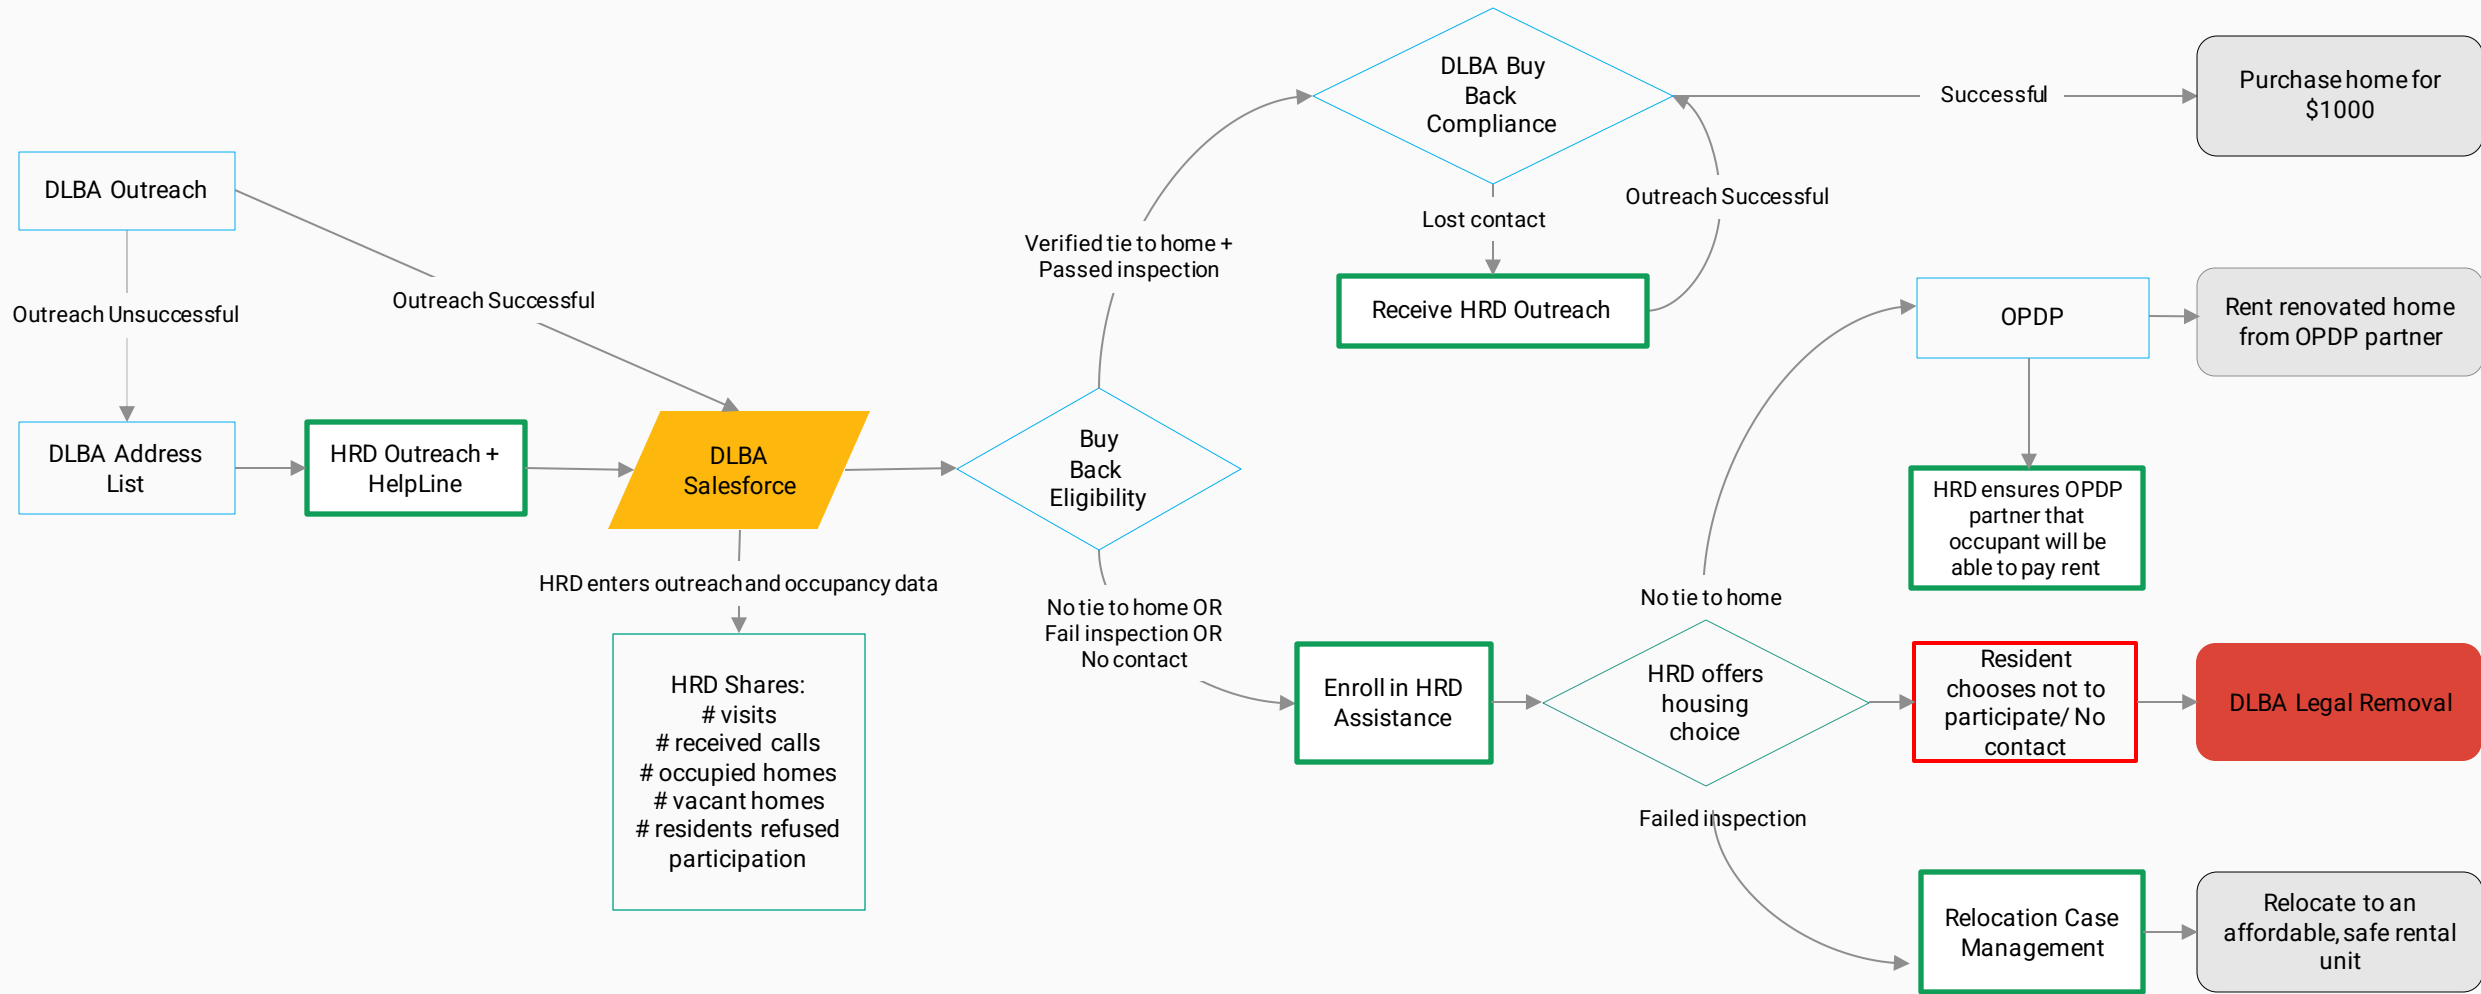 DLBA Outreach
Outreach Unsuccessful
Outreach Successful
DLBA Address
List
HRD Outreach +
HelpLine
DLBA
Salesforce
HRD enters outreach and occupancy data
HRD Shares:
# visits
# received calls
# occupied homes
# vacant homes
# residents refused
participation
Buy
Back
Eligibility
Verified tie to home +
Passed inspection
No tie to home OR
Fail inspection OR
No contact
DLBA Buy
Back
Compliance
Successful
Purchase home for
$1000
Lost contact
Outreach Successful
Receive HRD Outreach
Enroll in HRD
Assistance
HRD offers
housing
choice
No tie to home
OPDP
Rent renovated home
from OPDP partner
HRD ensures OPDP
partner that
occupant will be
able to pay rent
Resident
chooses not to
participate/ No
contact
DLBA Legal Removal
Failed inspection
Relocation Case
Management
Relocate to an
affordable, safe rental
unit